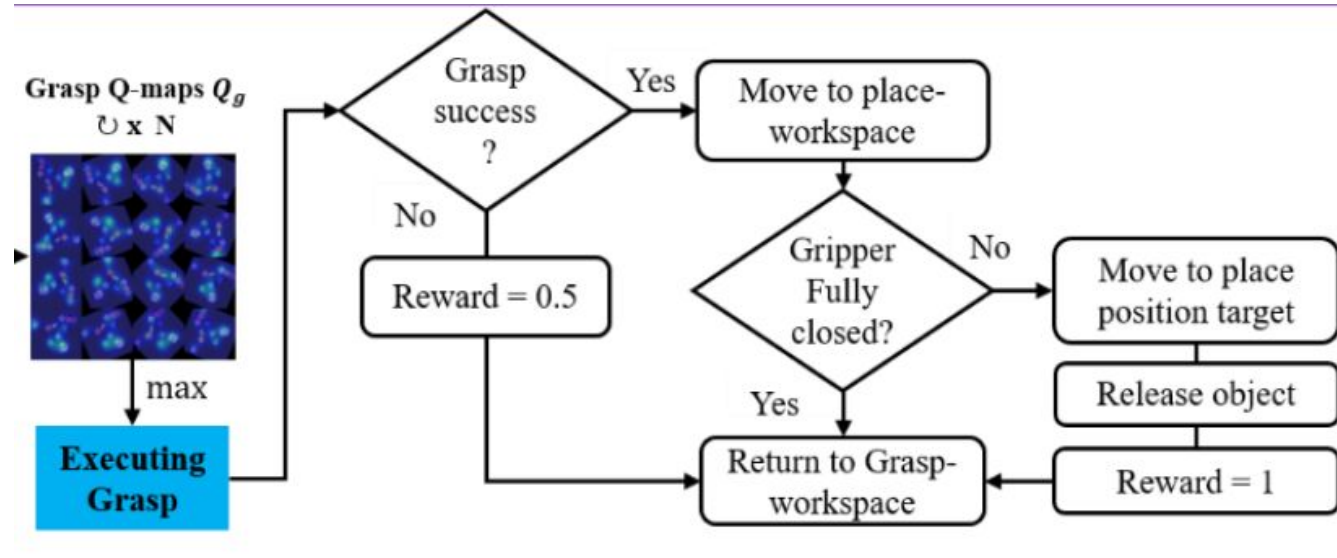 Grasp Q-maps Q_g
↻ x N
max
Executing
Grasp
Grasp
success
?
Yes
No
Reward = 0.5
Move to place-
workspace
Gripper
Fully
closed?
No
Yes
Move to place
position target
Release object
Reward = 1
Return to Grasp-
workspace